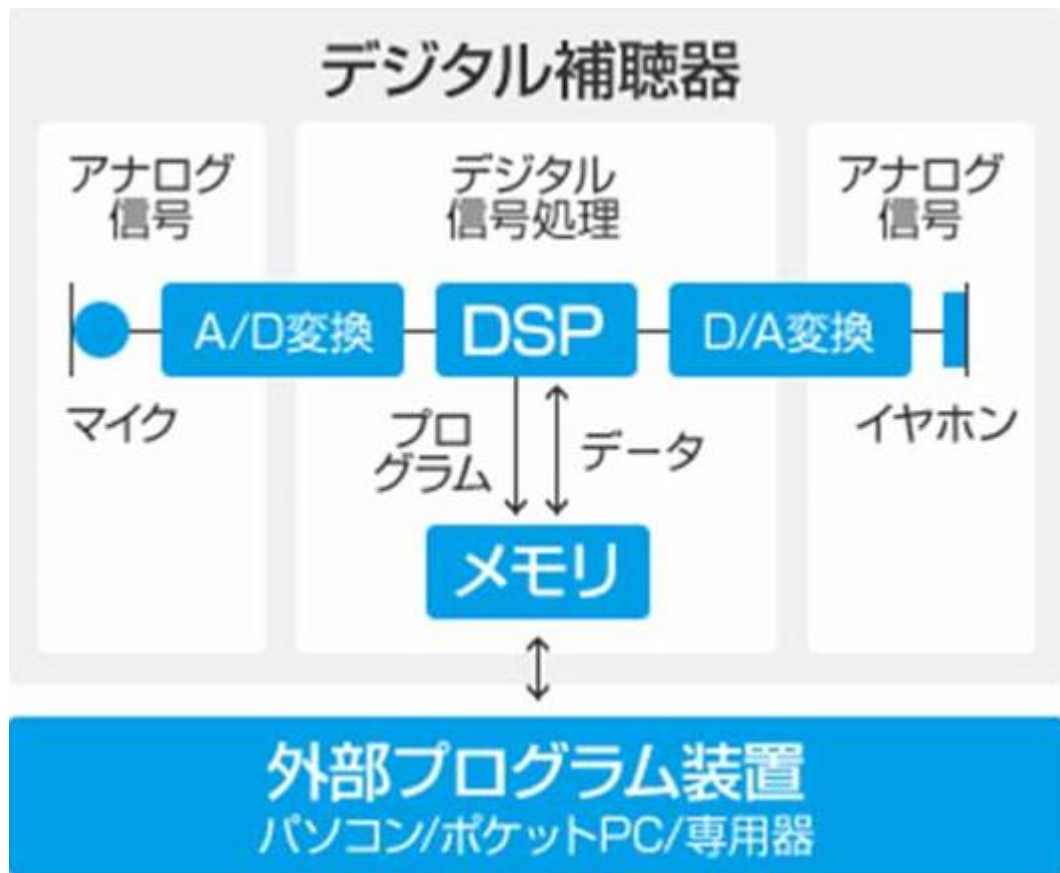 デジタル補聴器
アナログ
信号
デジタル
信号処理
アナログ
信号
A/D変換
DSP
D/A変換
マイク
プロ
グラム
データ
イヤホン
メモリ
外部プログラム装置
パソコン/ポケットPC/専用器